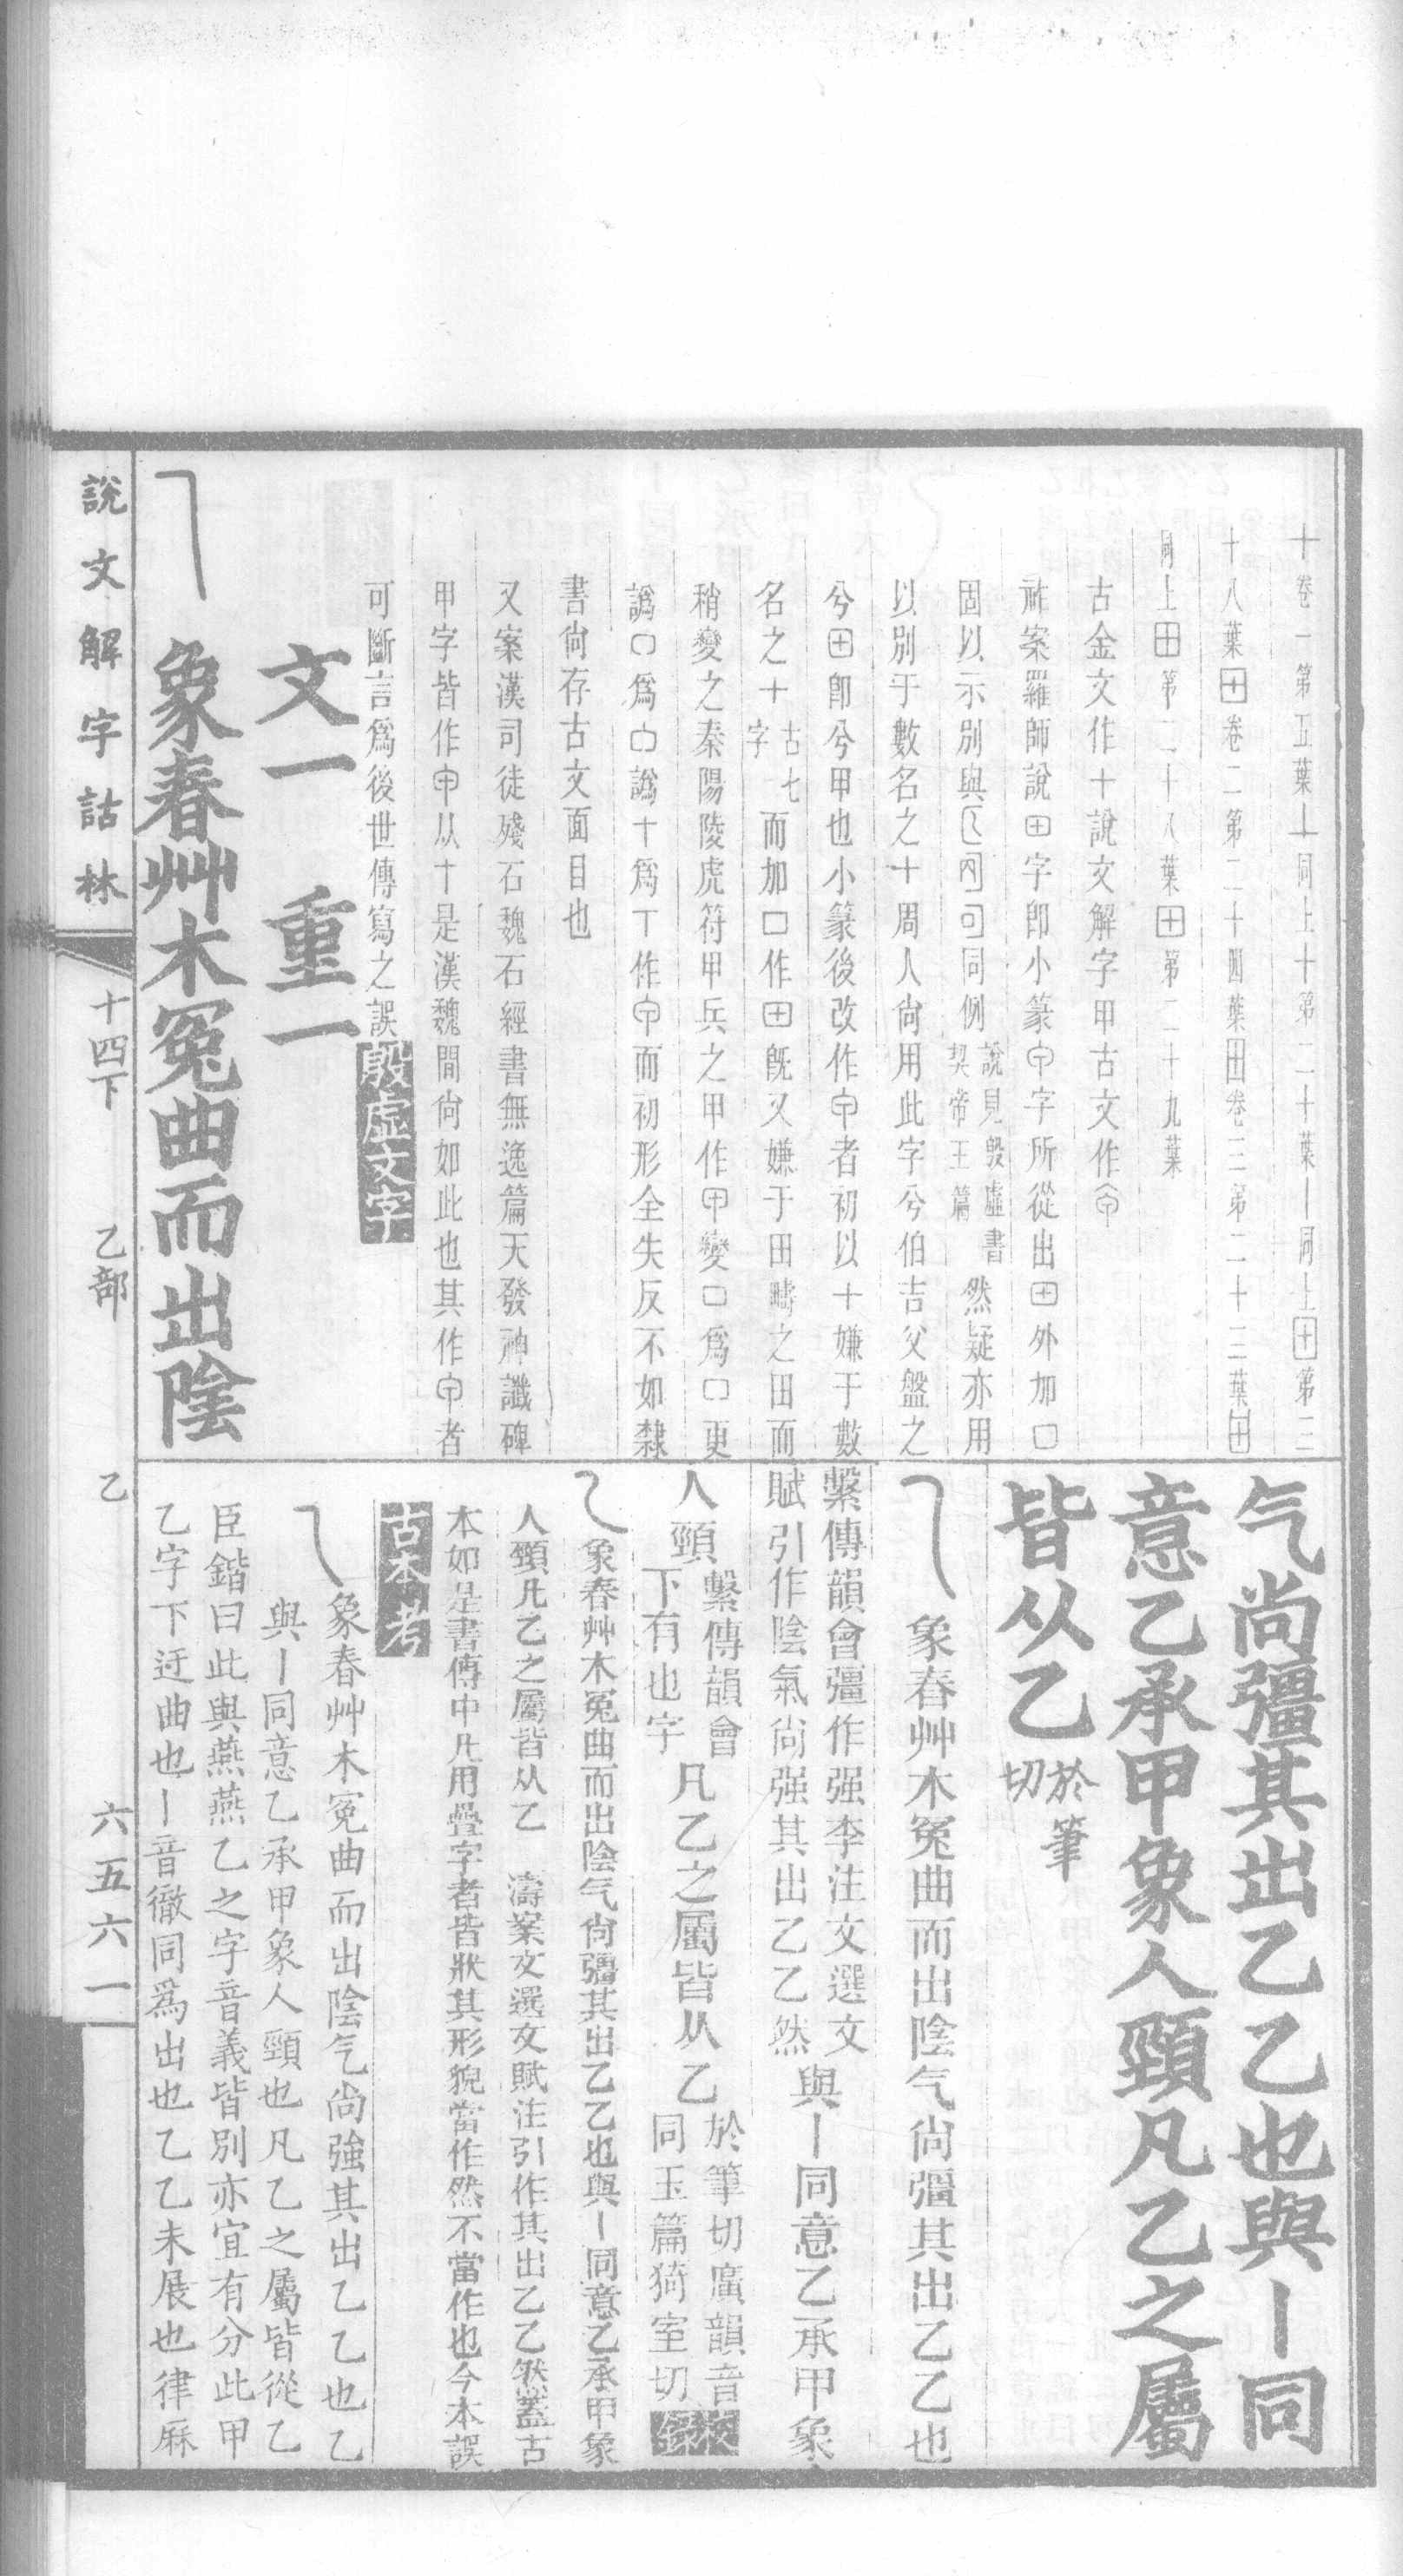 十卷一第五葉十同上十第二十葉丨同上田第二
十八葉田卷二第二十四葉田卷三第二十三葉田
同上田第二十八葉田第二十九葉
古金文作十說文解字甲古文作𠇚
祚案羅師說田字卽小篆甲字所從出田外加囗
固以示別與同例說見殷虛書契帝王篇然疑亦用
以別于數名之十周人尙用此字兮伯吉父盤之
兮田卽兮甲也小篆後改作甲者初以十嫌于數
名之十古七字而加囗作田旣又嫌于田疇之田而
稍變之秦陽陵虎符甲兵之甲作甲變囗爲更
譌爲譌十爲丅作而初形全失反不如隸
書尙存古文面目也
又案漢司徒殘石魏石經書無逸篇天發神讖碑
甲字皆作甲从十是漢魏間尙如此也其作者
可斷言爲後世傳寫之誤殷虛文字
文一 重一
乙 象春艸木冤曲而出陰
气尚彊其出乙乙也與丨同
意乙承甲象人頸凡乙之屬
皆从乙於筆切
乙 象春艸木冤曲而出陰气尙彊其出乙乙也
繫傳韻會彊作强李注文選文
賦引作陰氣尙强其出乙乙然與丨同意乙承甲象
人頸繫傳韻會下有也字凡乙之屬皆从乙於筆切廣韻音同玉篇猗室切校錄
乙象春艸木冤曲而出陰气尙彊其出乙乙也與丨同意乙承甲象
人頸凡乙之屬皆从乙 濤案文選文賦注引作其出乙乙然蓋古
本如是書傳中凡用疊字者皆狀其形貌當作然不當作也今本誤
古本考
乙象春艸木冤曲而出陰气尙強其出乙乙也乙
與丨同意乙承甲象人頸也凡乙之屬皆從乙
臣鍇曰此與燕燕乙之字音義皆別亦宜有分此甲
乙字下迂曲也丨音徹同爲出也乙乙未展也律厤
說文解字詁林 十四下 乙部 乙 六五六一